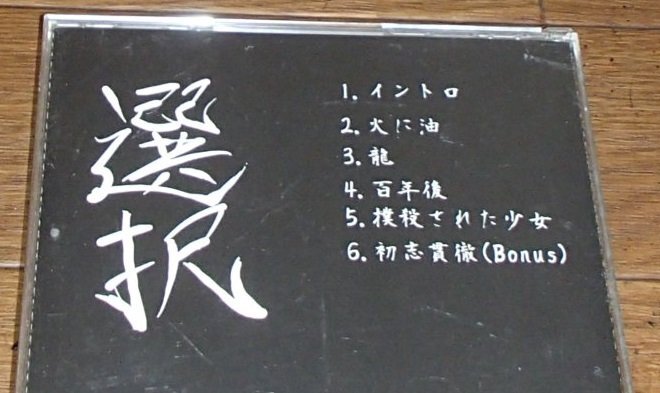 選択
1. イントロ
2. 火に油
3. 龍
4. 百年後
5. 撲殺された少女
6. 初志貫徹(Bonus)